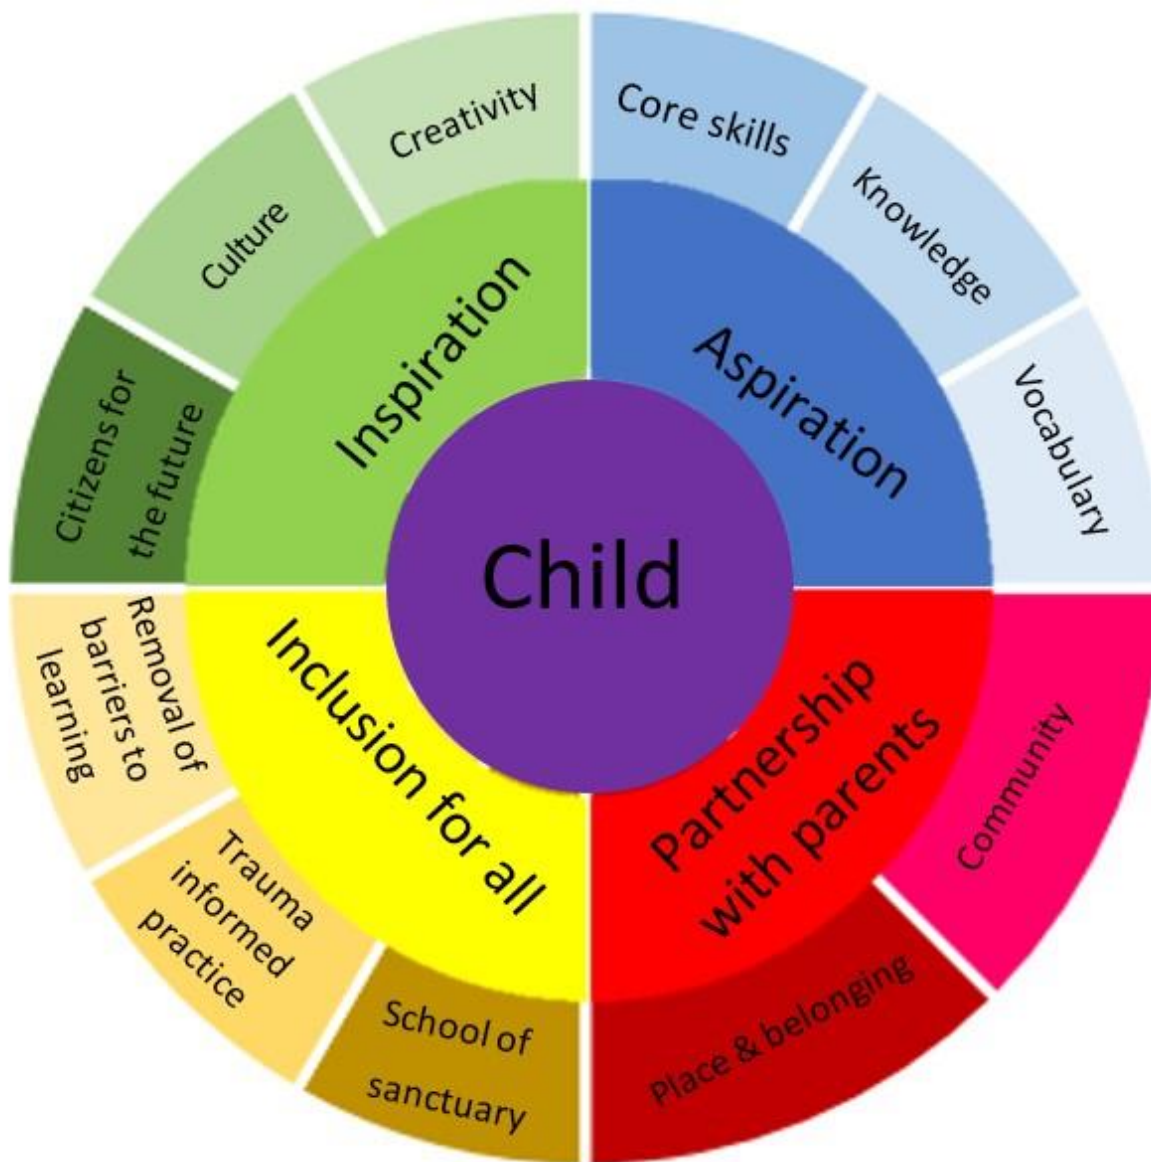 Creativity
Core skills
Knowledge
Vocabulary
Culture
Citizens for
the future
Inspiration
Aspiration
Child
Inclusion for all
Partnership
with parents
Removal of
barriers to
learning
Trauma
informed
practice
School of
sanctuary
Place & belonging
Community